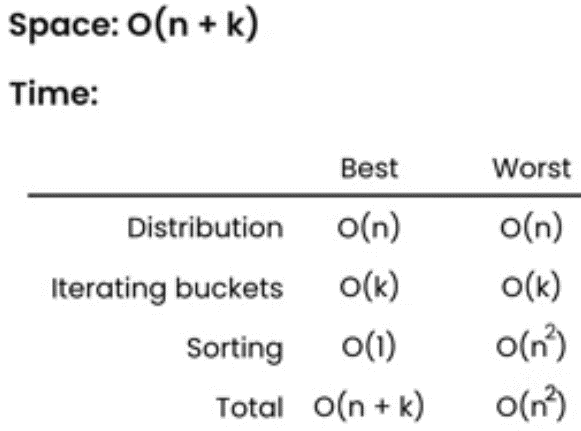 Space: O(n + k)
Time:
Best Worst
Distribution O(n) O(n)
Iterating buckets O(k) O(k)
Sorting O(1) O(n²)
Total O(n + k) O(n²)